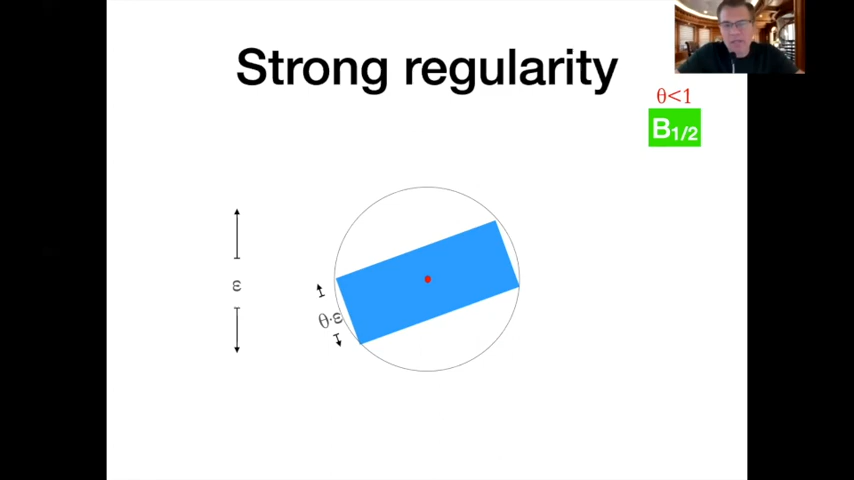 Strong regularity
θ<1
B1/2
ε
θ·ε